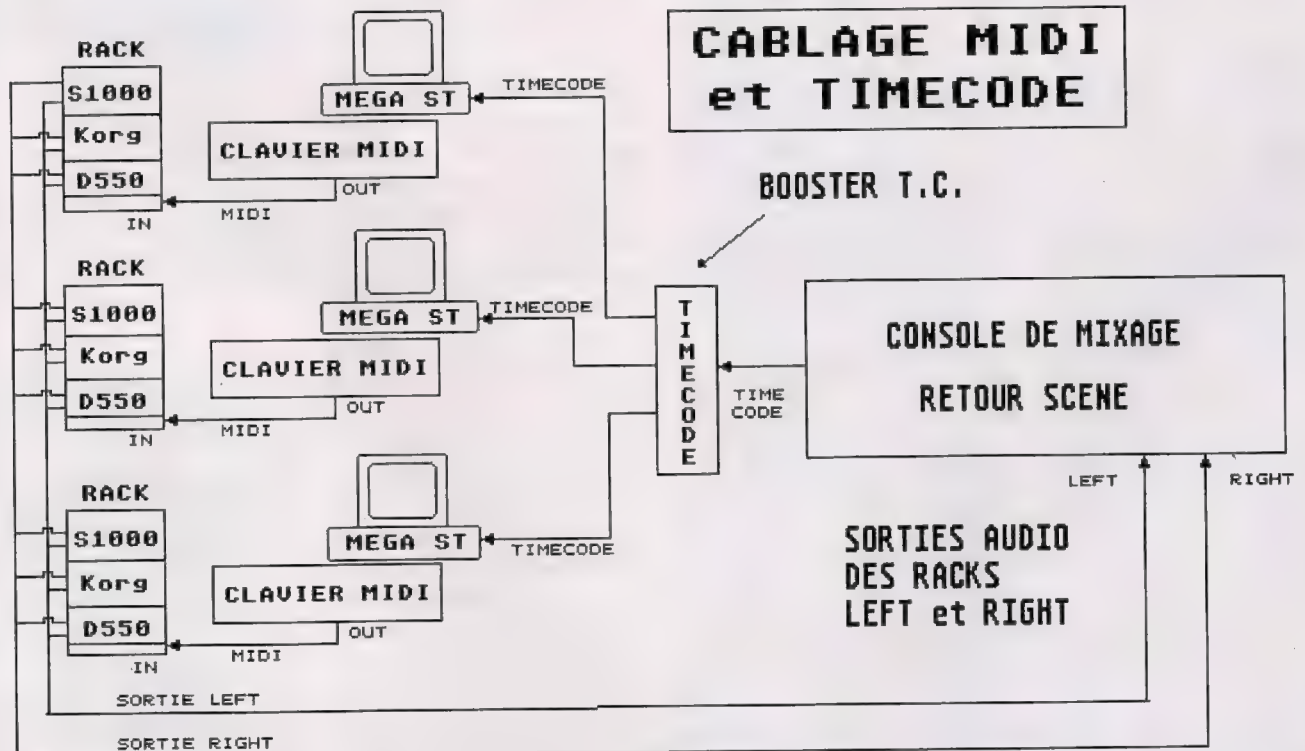 CABLAGE MIDI
et TIMECODE
RACK
S1000
Korg
D550
IN
MIDI
OUT
CLAVIER MIDI
MEGA ST
TIMECODE
BOOSTER T.C.
RACK
S1000
Korg
D550
IN
MIDI
OUT
CLAVIER MIDI
MEGA ST
TIMECODE
TIMECODE
TIME
CODE
CONSOLE DE MIXAGE
RETOUR SCENE
LEFT
RIGHT
RACK
S1000
Korg
D550
IN
MIDI
OUT
CLAVIER MIDI
MEGA ST
TIMECODE
SORTIES AUDIO
DES RACKS
LEFT et RIGHT
SORTIE LEFT
SORTIE RIGHT